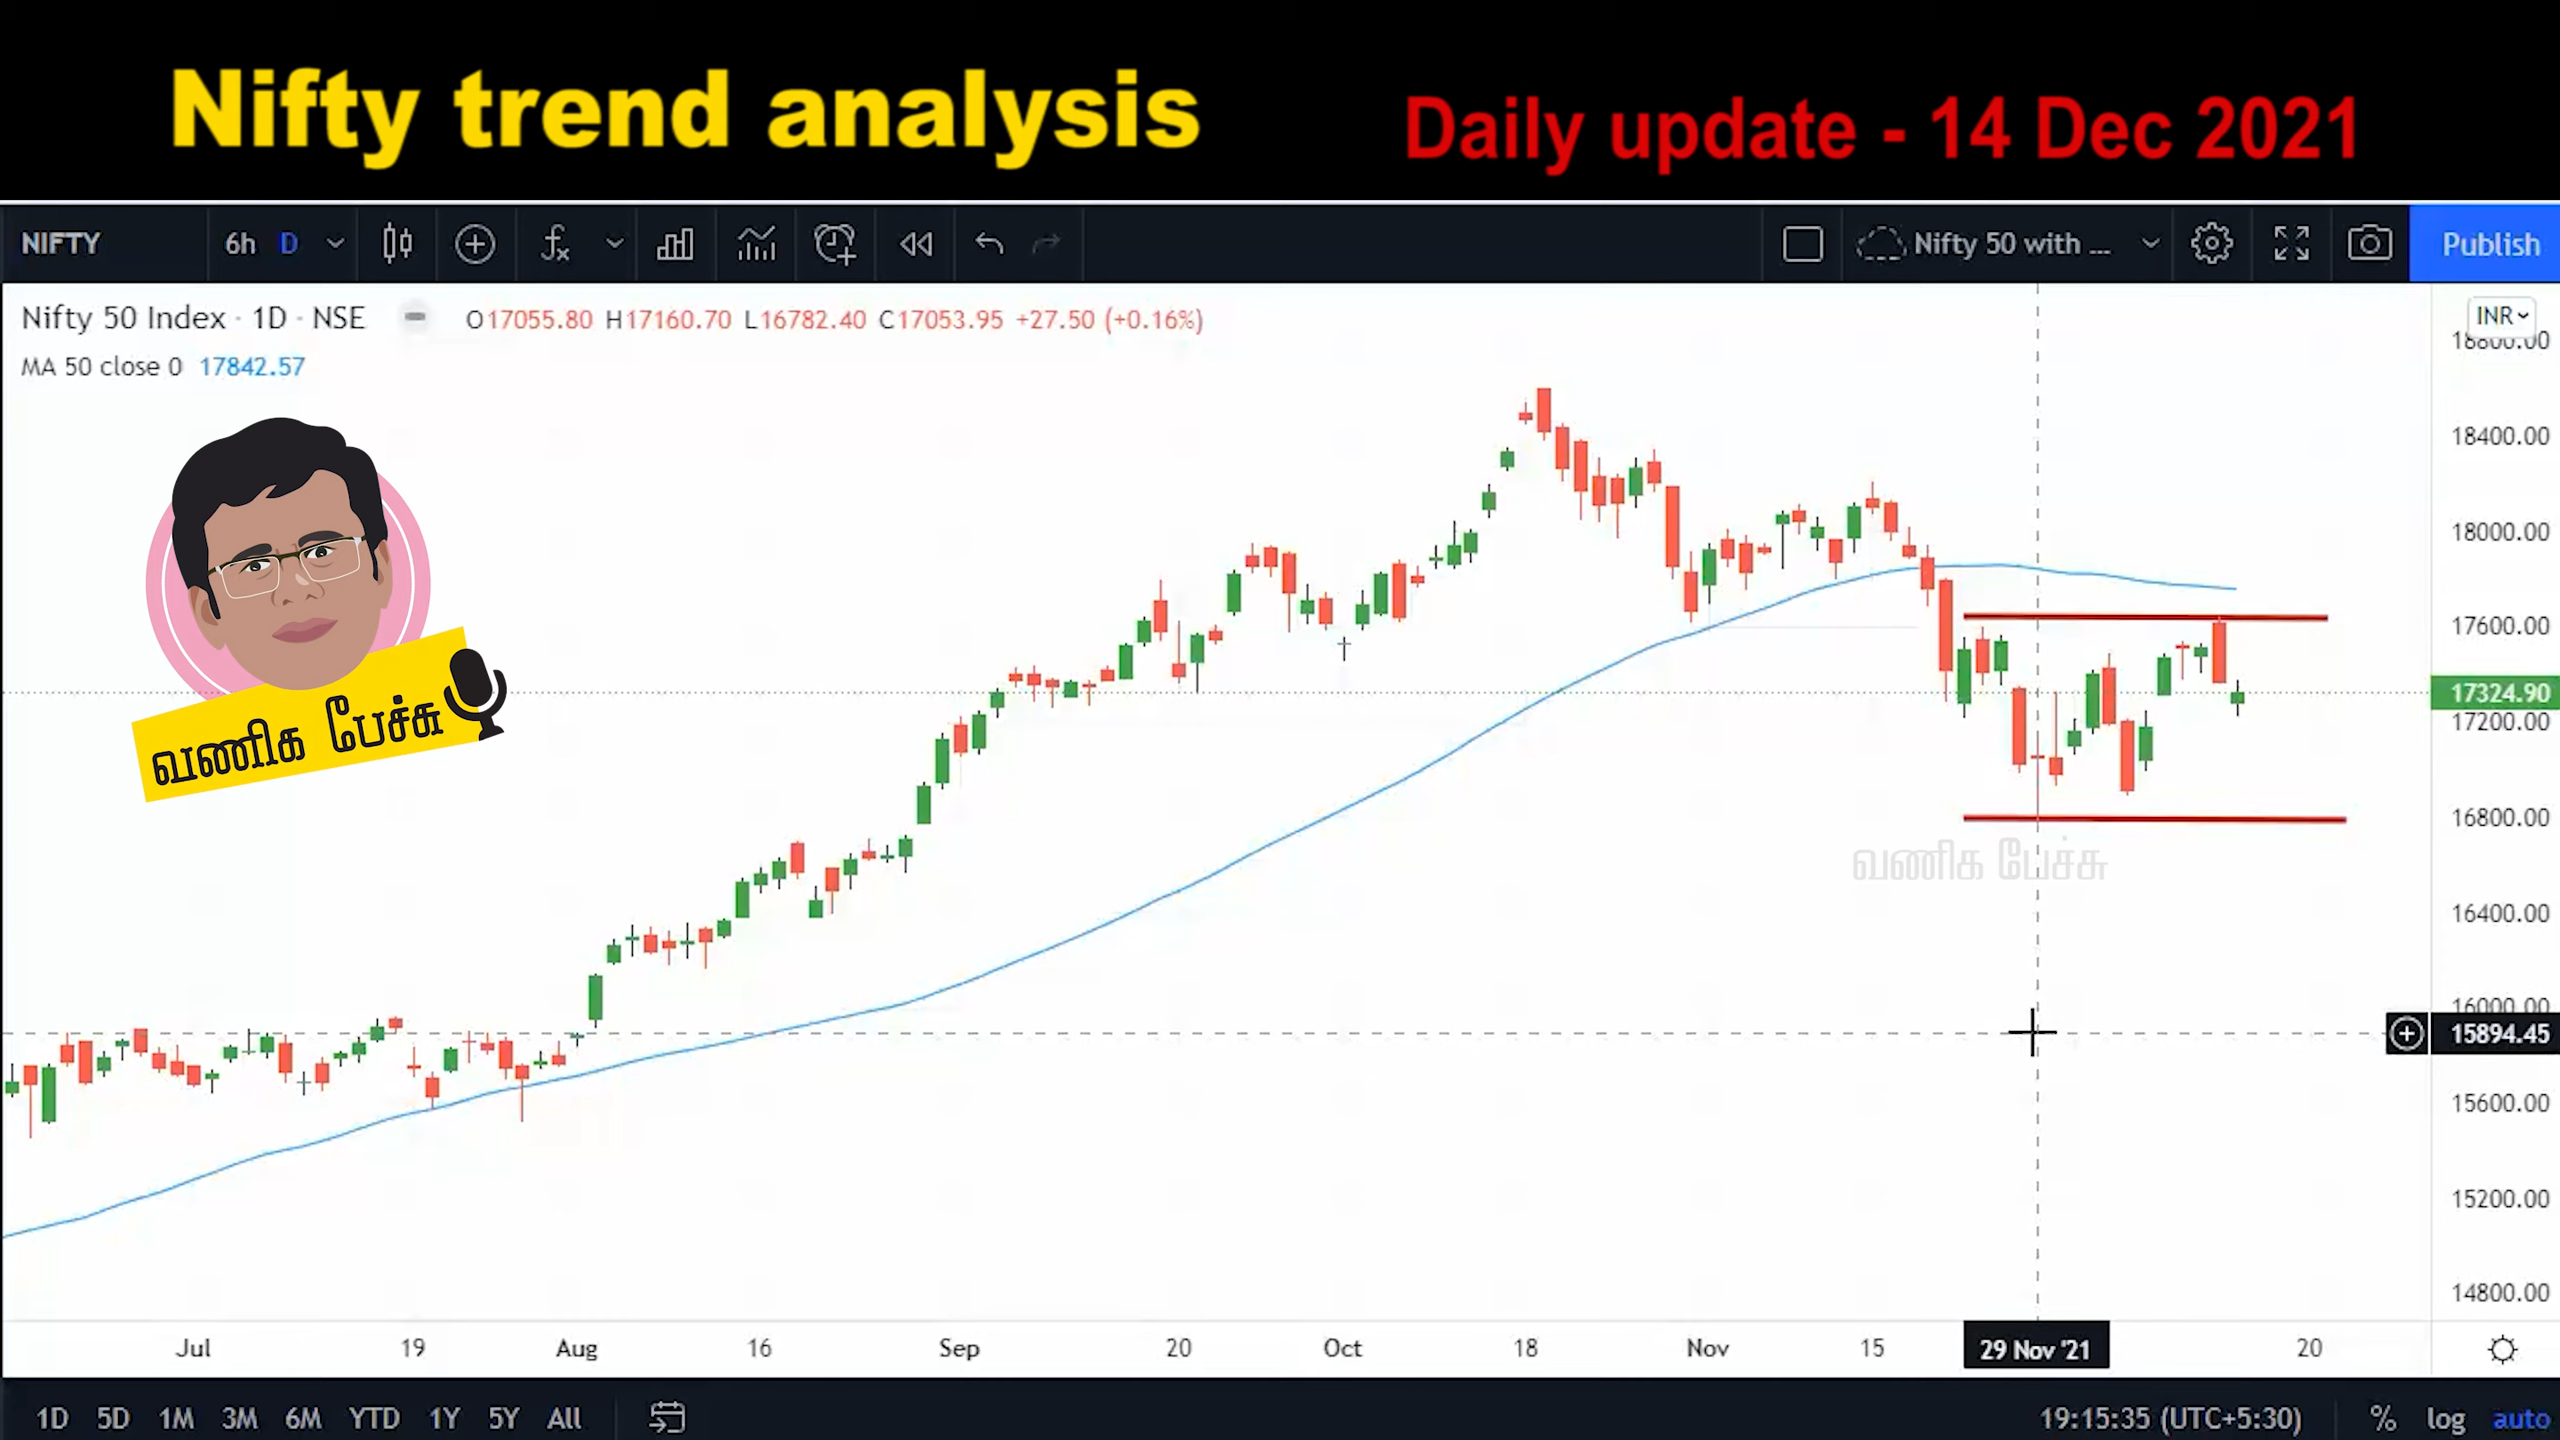 Nifty trend analysis
Daily update - 14 Dec 2021
NIFTY 6h D Nifty 50 with ... Publish
Nifty 50 Index · 1D · NSE O17055.80 H17160.70 L16782.40 C17053.95 +27.50 (+0.16%)
MA 50 close 0 17842.57
INR
18800.00
18400.00
18000.00
17600.00
17324.90
17200.00
16800.00
16400.00
16000.00
15894.45
15600.00
15200.00
14800.00
வணிக பேச்சு
வணிக பேச்சு
Jul 19 Aug 16 Sep 20 Oct 18 Nov 15 29 Nov '21 20
1D 5D 1M 3M 6M YTD 1Y 5Y All 19:15:35 (UTC+5:30) % log auto